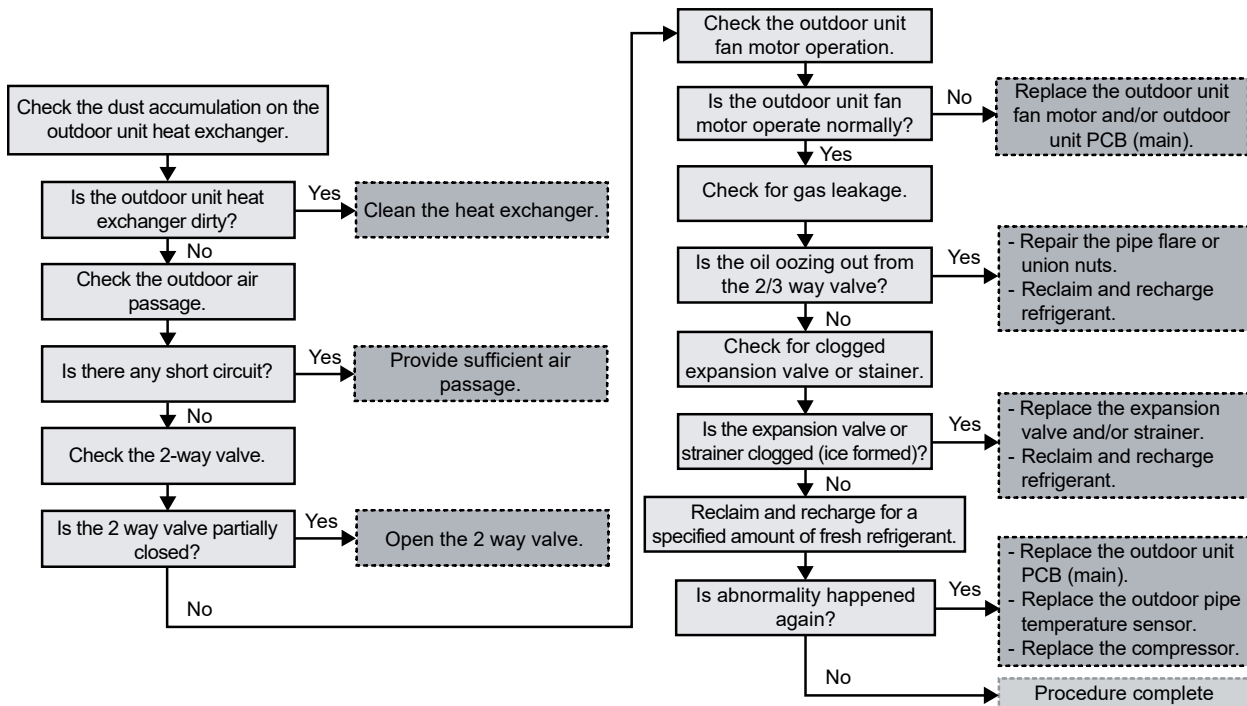 Check the dust accumulation on the
outdoor unit heat exchanger.
Is the outdoor unit heat
exchanger dirty?
Yes
Clean the heat exchanger.
No
Check the outdoor air
passage.
Is there any short circuit?
Yes
Provide sufficient air
passage.
No
Check the 2-way valve.
Is the 2 way valve partially
closed?
Yes
Open the 2 way valve.
No
Check the outdoor unit
fan motor operation.
Is the outdoor unit fan
motor operate normally?
No
Replace the outdoor unit
fan motor and/or outdoor
unit PCB (main).
Yes
Check for gas leakage.
Is the oil oozing out from
the 2/3 way valve?
Yes
- Repair the pipe flare or
union nuts.
- Reclaim and recharge
refrigerant.
No
Check for clogged
expansion valve or stainer.
Is the expansion valve or
strainer clogged (ice formed)?
Yes
- Replace the expansion
valve and/or strainer.
- Reclaim and recharge
refrigerant.
No
Reclaim and recharge for a
specified amount of fresh refrigerant.
Is abnormality happened
again?
Yes
- Replace the outdoor unit
PCB (main).
- Replace the outdoor pipe
temperature sensor.
- Replace the compressor.
No
Procedure complete